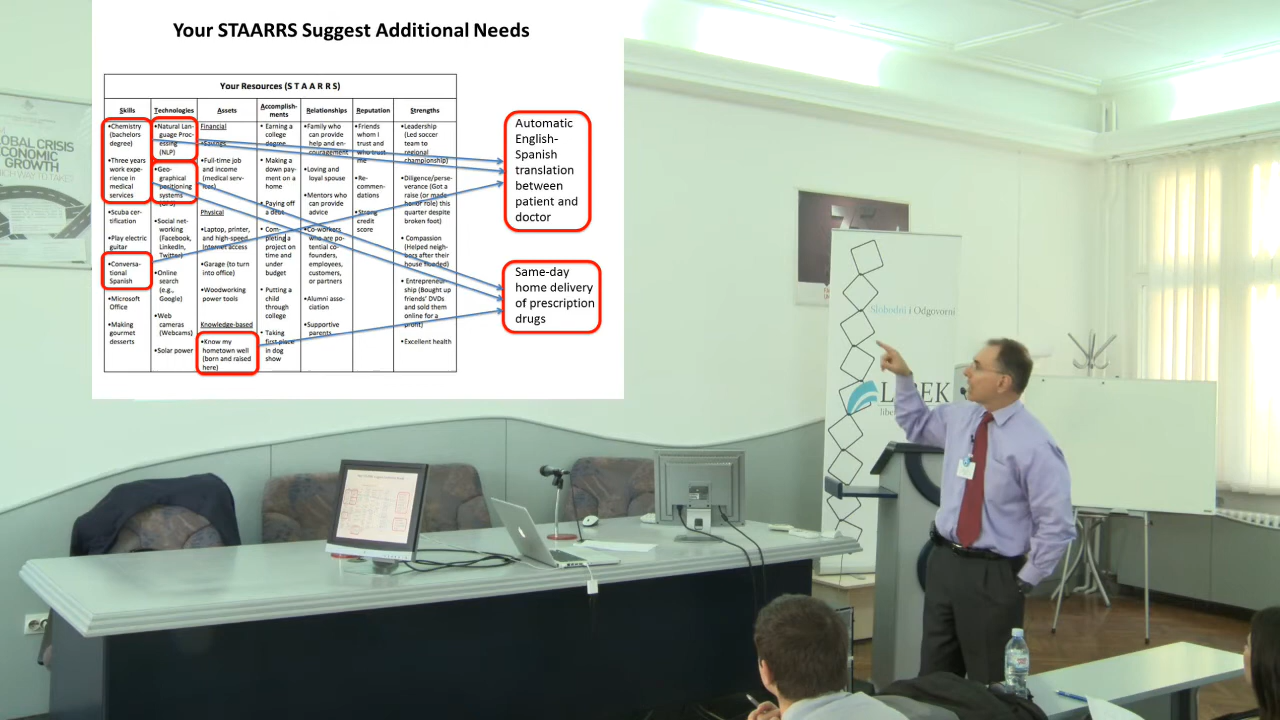 Your STAARRS Suggest Additional Needs
Your Resources (S T A A R R S)
Skills
Technologies
Assets
Accomplish-
ments
Relationships
Reputation
Strengths
•Chemistry
(bachelors
degree)
•Three years
work expe-
rience in
medical
services
•Scuba cer-
tification
•Play electric
guitar
•Conversa-
tional
Spanish
•Microsoft
Office
•Making
gourmet
desserts
•Natural Lan-
guage Proc-
essing
(NLP)
•Geo-
graphical
positioning
systems
(GPS)
•Social net-
working
(Facebook,
LinkedIn,
Twitter)
•Online
search
(e.g.,
Google)
•Web
cameras
(Webcams)
•Solar power
Financial
•Savings
•Full-time job
and income
(medical serv-
ices)
Physical
•Laptop, printer,
and high-speed
Internet access
•Garage (to turn
into office)
•Woodworking
power tools
Knowledge-based
•Know my
hometown well
(born and raised
here)
• Earning a
college
degree
• Making a
down pay-
ment on a
home
• Paying off
a debt
• Com-
pleting a
project on
time and
under
budget
• Putting a
child
through
college
• Taking
first place
in dog
show
•Family who
can provide
help and en-
couragement
•Loving and
loyal spouse
•Mentors who
can provide
advice
•Co-workers
who are po-
tential co-
founders,
employees,
customers,
or partners
•Alumni asso-
ciation
•Supportive
parents
•Friends
whom I
trust and
who trust
me
•Re-
commen-
dations
•Strong
credit
score
•Leadership
(Led soccer
team to
regional
championship)
•Diligence/perse-
verance (Got a
raise (or made
honor role) this
quarter despite
broken foot)
• Compassion
(Helped neigh-
bors after their
house flooded)
• Entrepreneur-
ship (Bought up
friends' DVDs
and sold them
online for a
profit)
•Excellent health
Automatic
English-
Spanish
translation
between
patient and
doctor
Same-day
home delivery
of prescription
drugs
OBAL CRISIS
ECONOMIC
GROWTH
Slobodni i Odgovorni